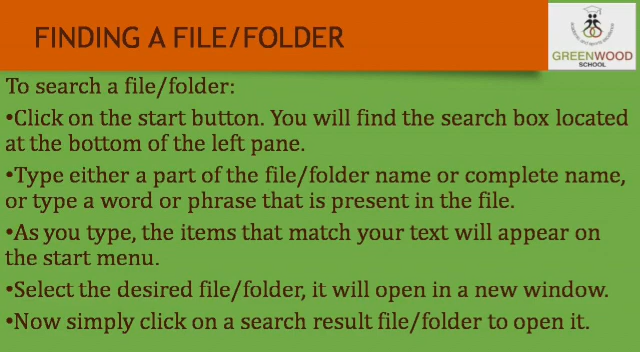 FINDING A FILE/FOLDER
GREENWOOD
SCHOOL
To search a file/folder:
•Click on the start button. You will find the search box located
at the bottom of the left pane.
•Type either a part of the file/folder name or complete name,
or type a word or phrase that is present in the file.
•As you type, the items that match your text will appear on
the start menu.
•Select the desired file/folder, it will open in a new window.
•Now simply click on a search result file/folder to open it.